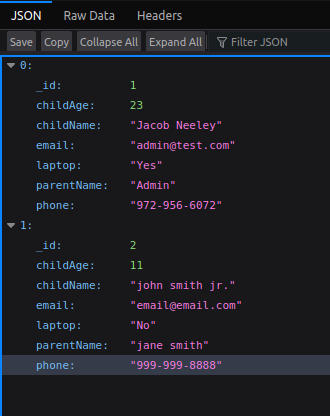 JSON Raw Data Headers
Save Copy Collapse All Expand All Filter JSON
0:
_id: 1
childAge: 23
childName: "Jacob Neeley"
email: "admin@test.com"
laptop: "Yes"
parentName: "Admin"
phone: "972-956-6072"
1:
_id: 2
childAge: 11
childName: "john smith jr."
email: "email@email.com"
laptop: "No"
parentName: "jane smith"
phone: "999-999-8888"